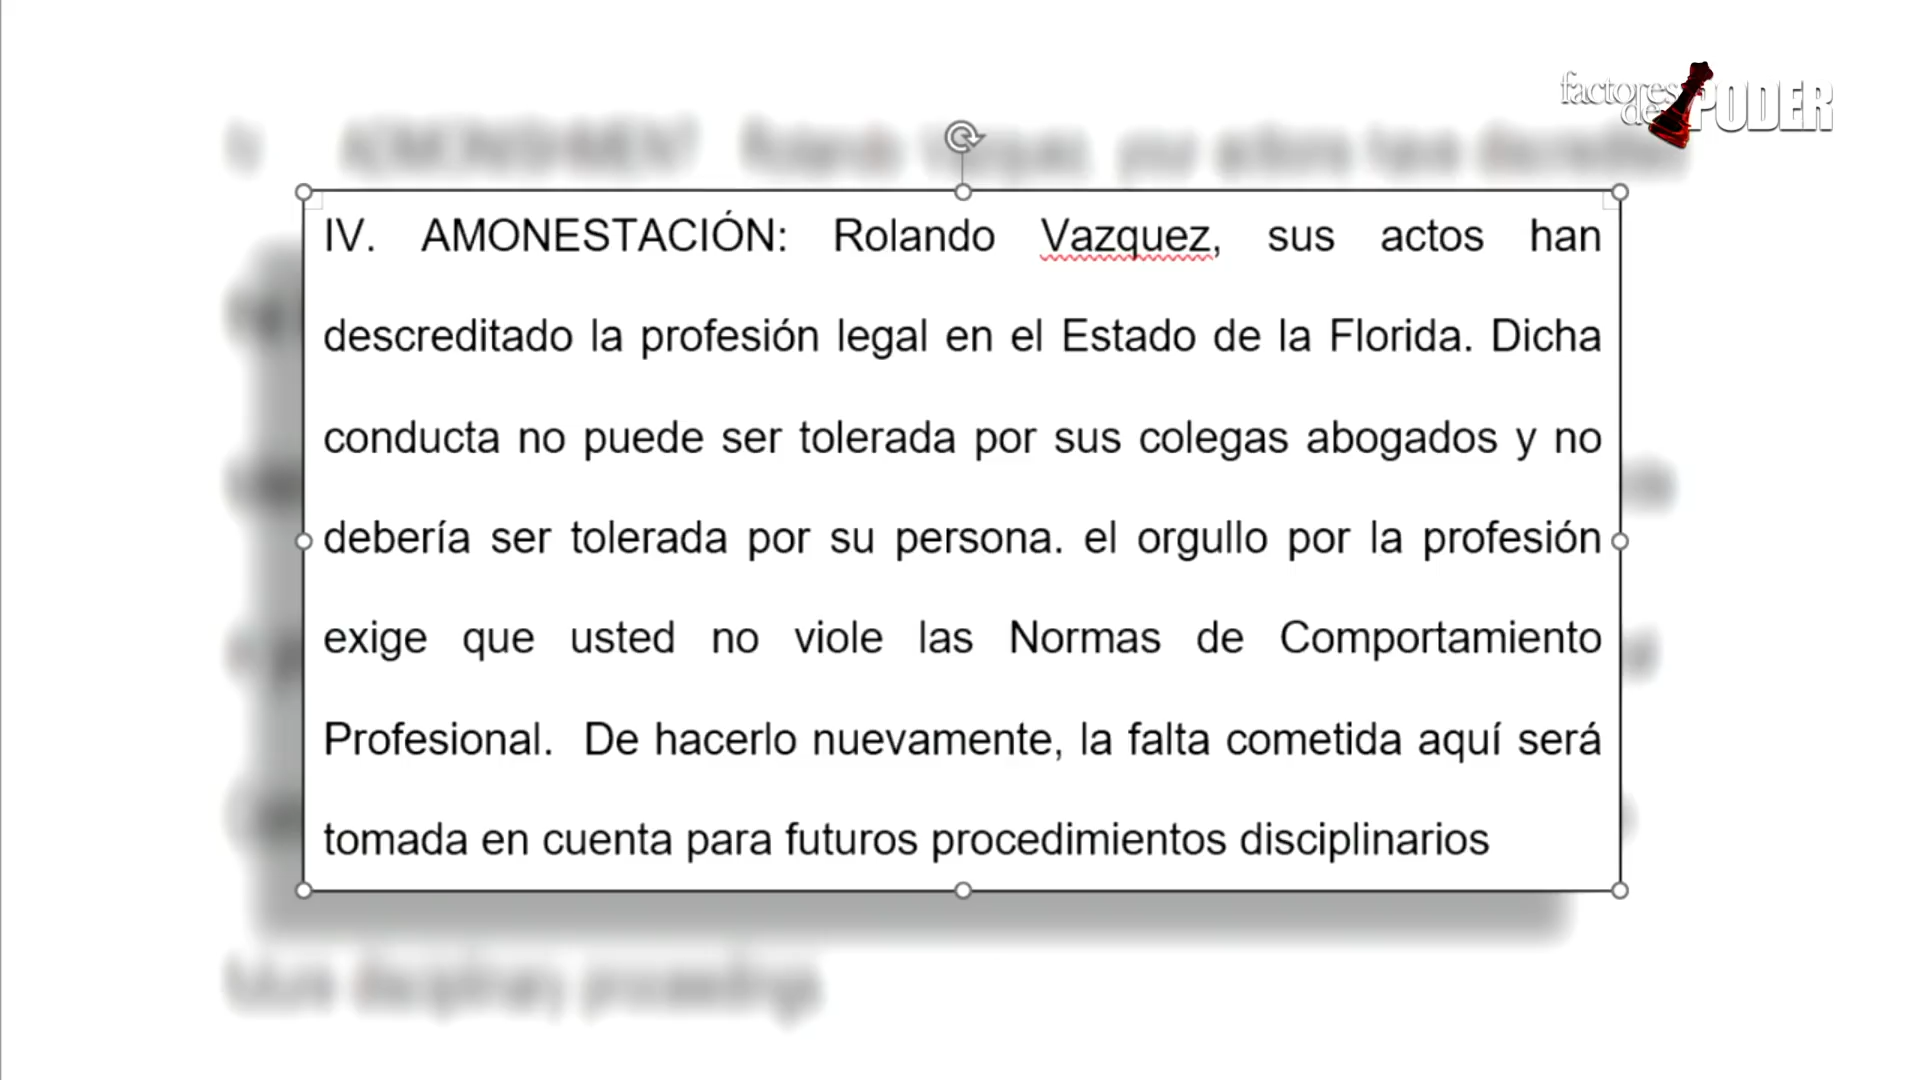 factores
de PODER
IV. AMONESTACIÓN: Rolando Vazquez, sus actos han
descreditado la profesión legal en el Estado de la Florida. Dicha
conducta no puede ser tolerada por sus colegas abogados y no
debería ser tolerada por su persona. el orgullo por la profesión
exige que usted no viole las Normas de Comportamiento
Profesional. De hacerlo nuevamente, la falta cometida aquí será
tomada en cuenta para futuros procedimientos disciplinarios
future disciplinary proceedings